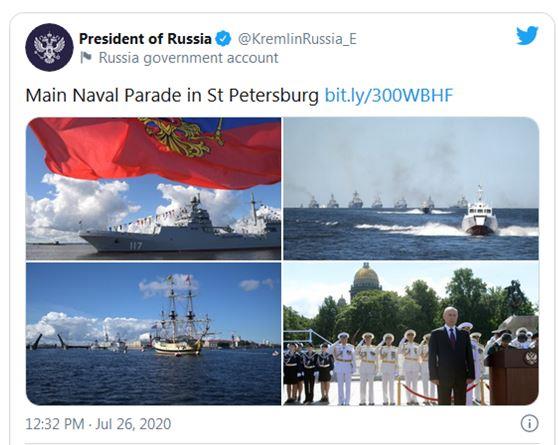 President of Russia @KremlinRussia_E
Russia government account
Main Naval Parade in St Petersburg bit.ly/300WBHF
117
12:32 PM · Jul 26, 2020